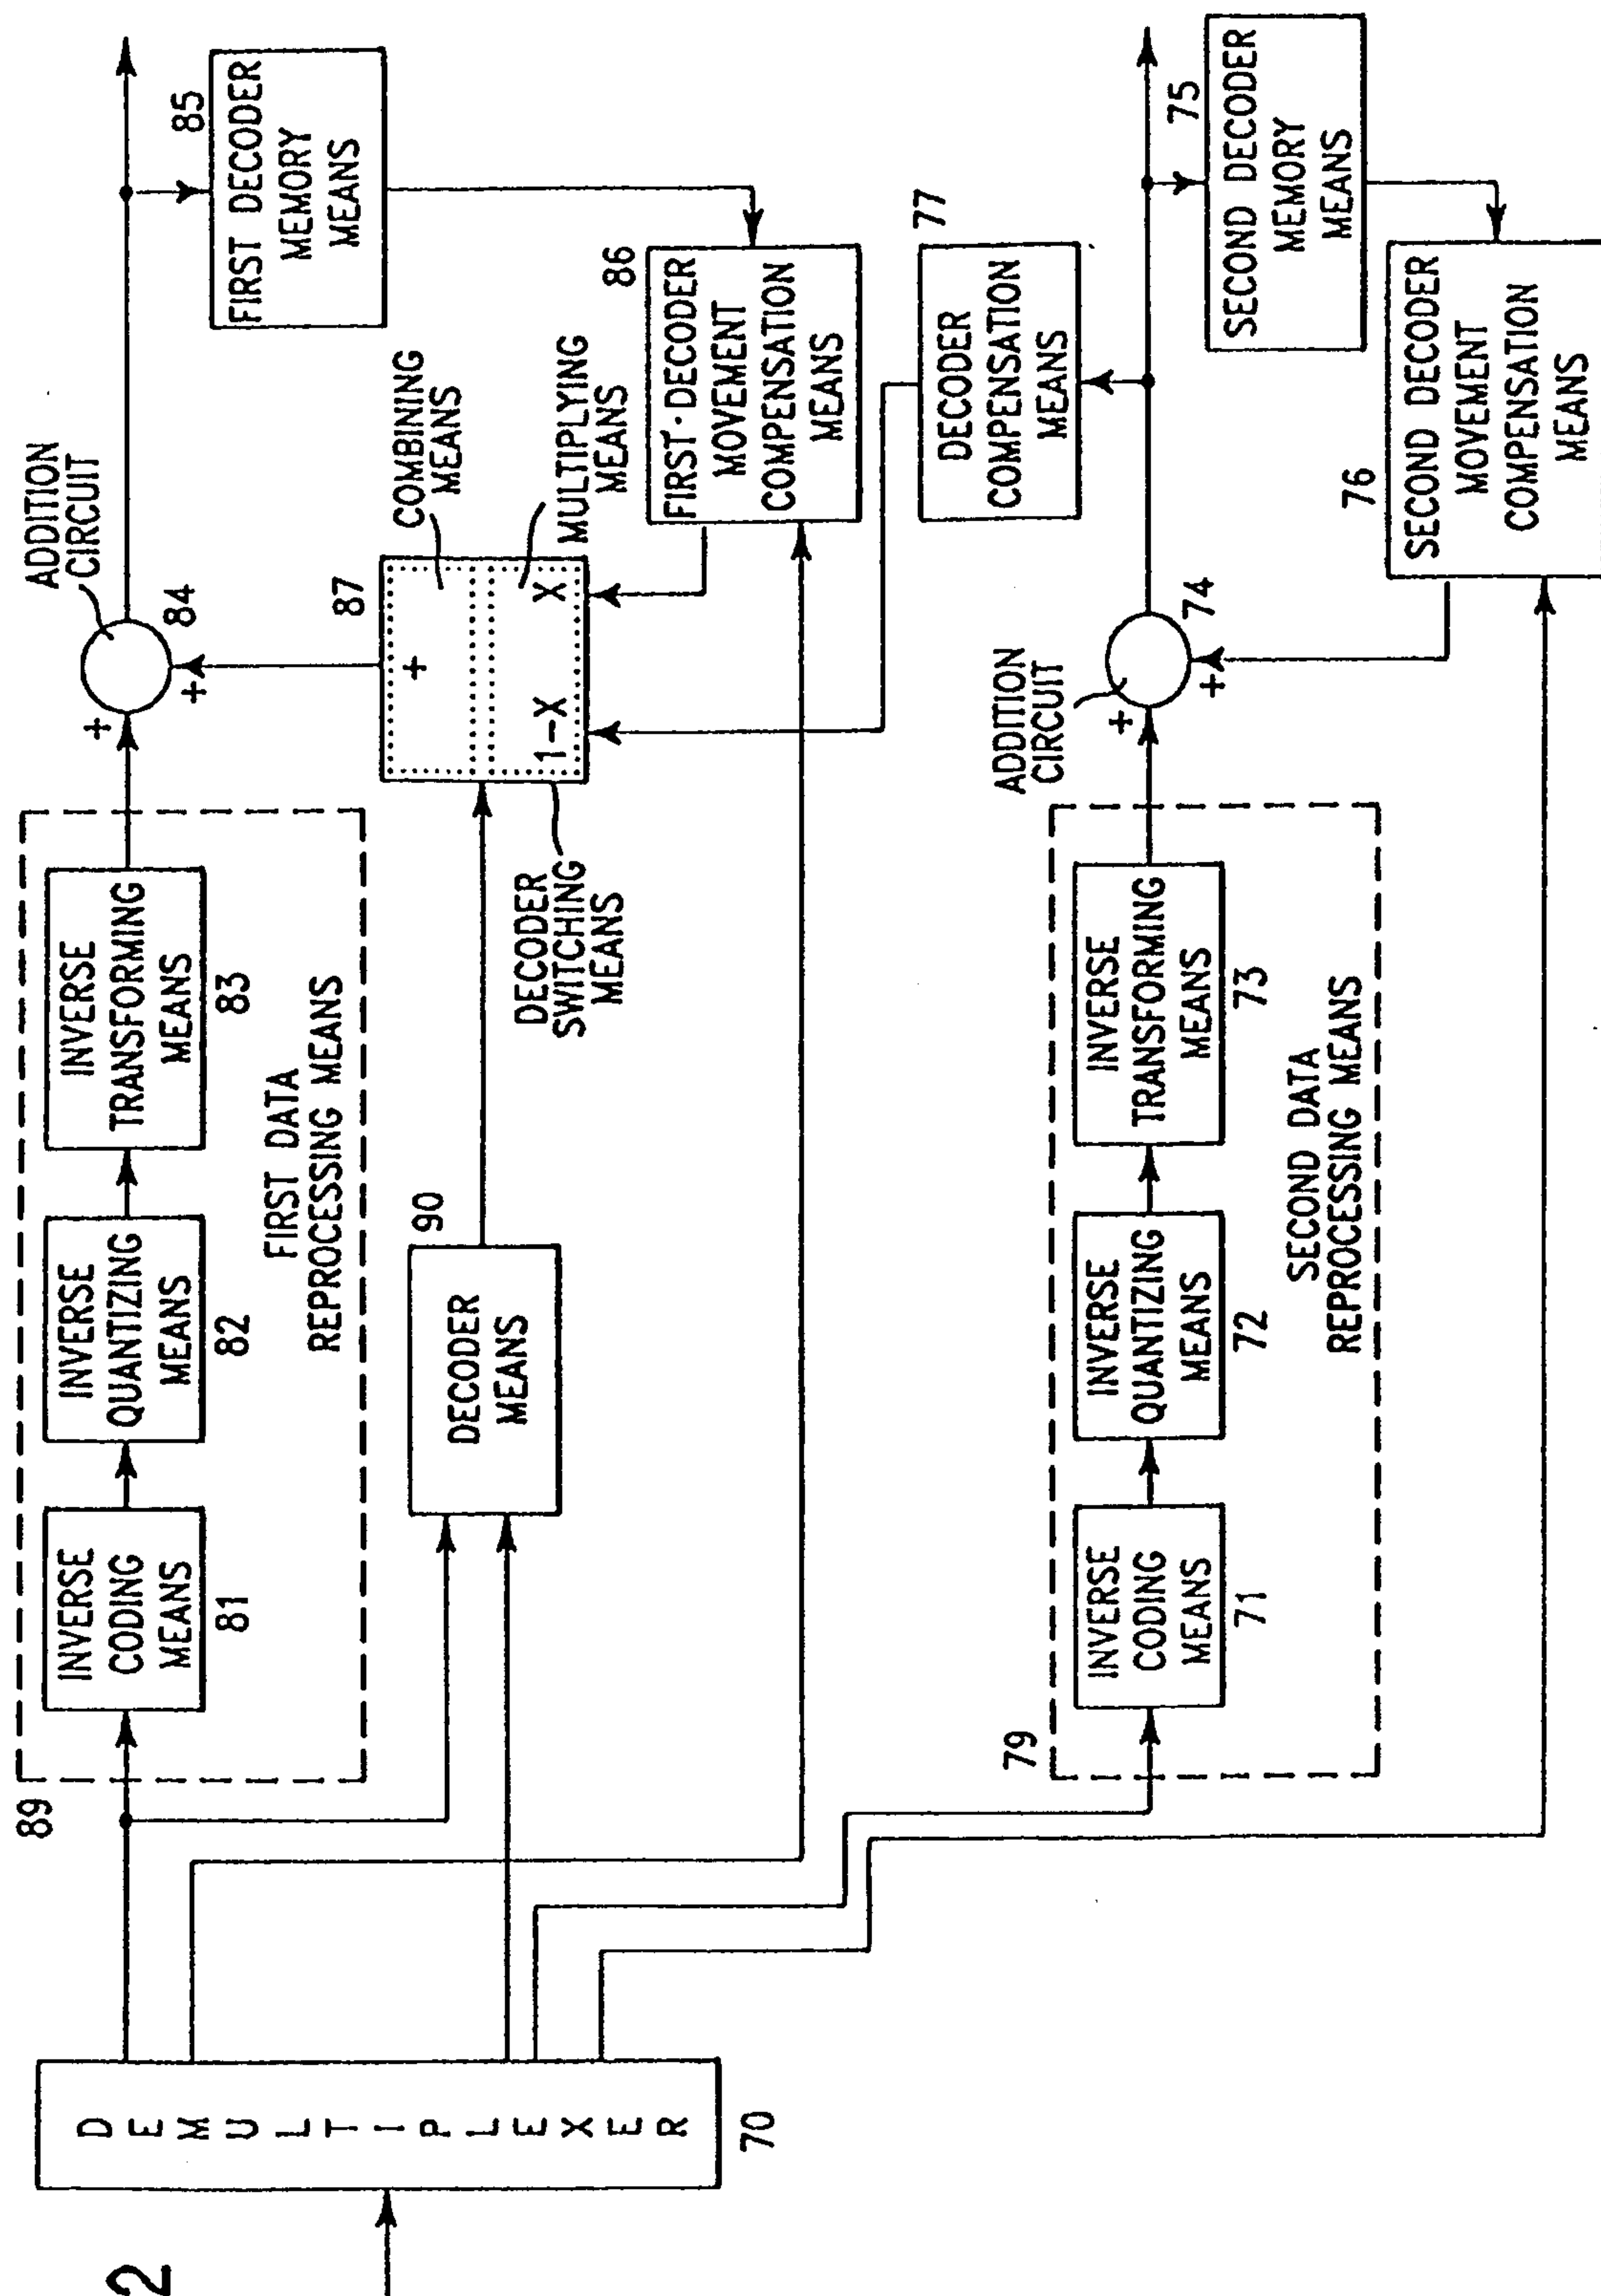 2
DEMULTIPLEXER
70
89
INVERSE
CODING
MEANS
81
INVERSE
QUANTIZING
MEANS
82
INVERSE
TRANSFORMING
MEANS
83
FIRST DATA
REPROCESSING MEANS
ADDITION
CIRCUIT
84
+
+
85
FIRST DECODER
MEMORY
MEANS
90
DECODER
MEANS
87
+
1-X
X
DECODER
SWITCHING
MEANS
COMBINING
MEANS
MULTIPLYING
MEANS
86
FIRST-DECODER
MOVEMENT
COMPENSATION
MEANS
77
DECODER
COMPENSATION
MEANS
79
INVERSE
CODING
MEANS
71
INVERSE
QUANTIZING
MEANS
72
INVERSE
TRANSFORMING
MEANS
73
SECOND DATA
REPROCESSING MEANS
ADDITION
CIRCUIT
74
+
+
75
SECOND DECODER
MEMORY
MEANS
76
SECOND DECODER
MOVEMENT
COMPENSATION
MEANS